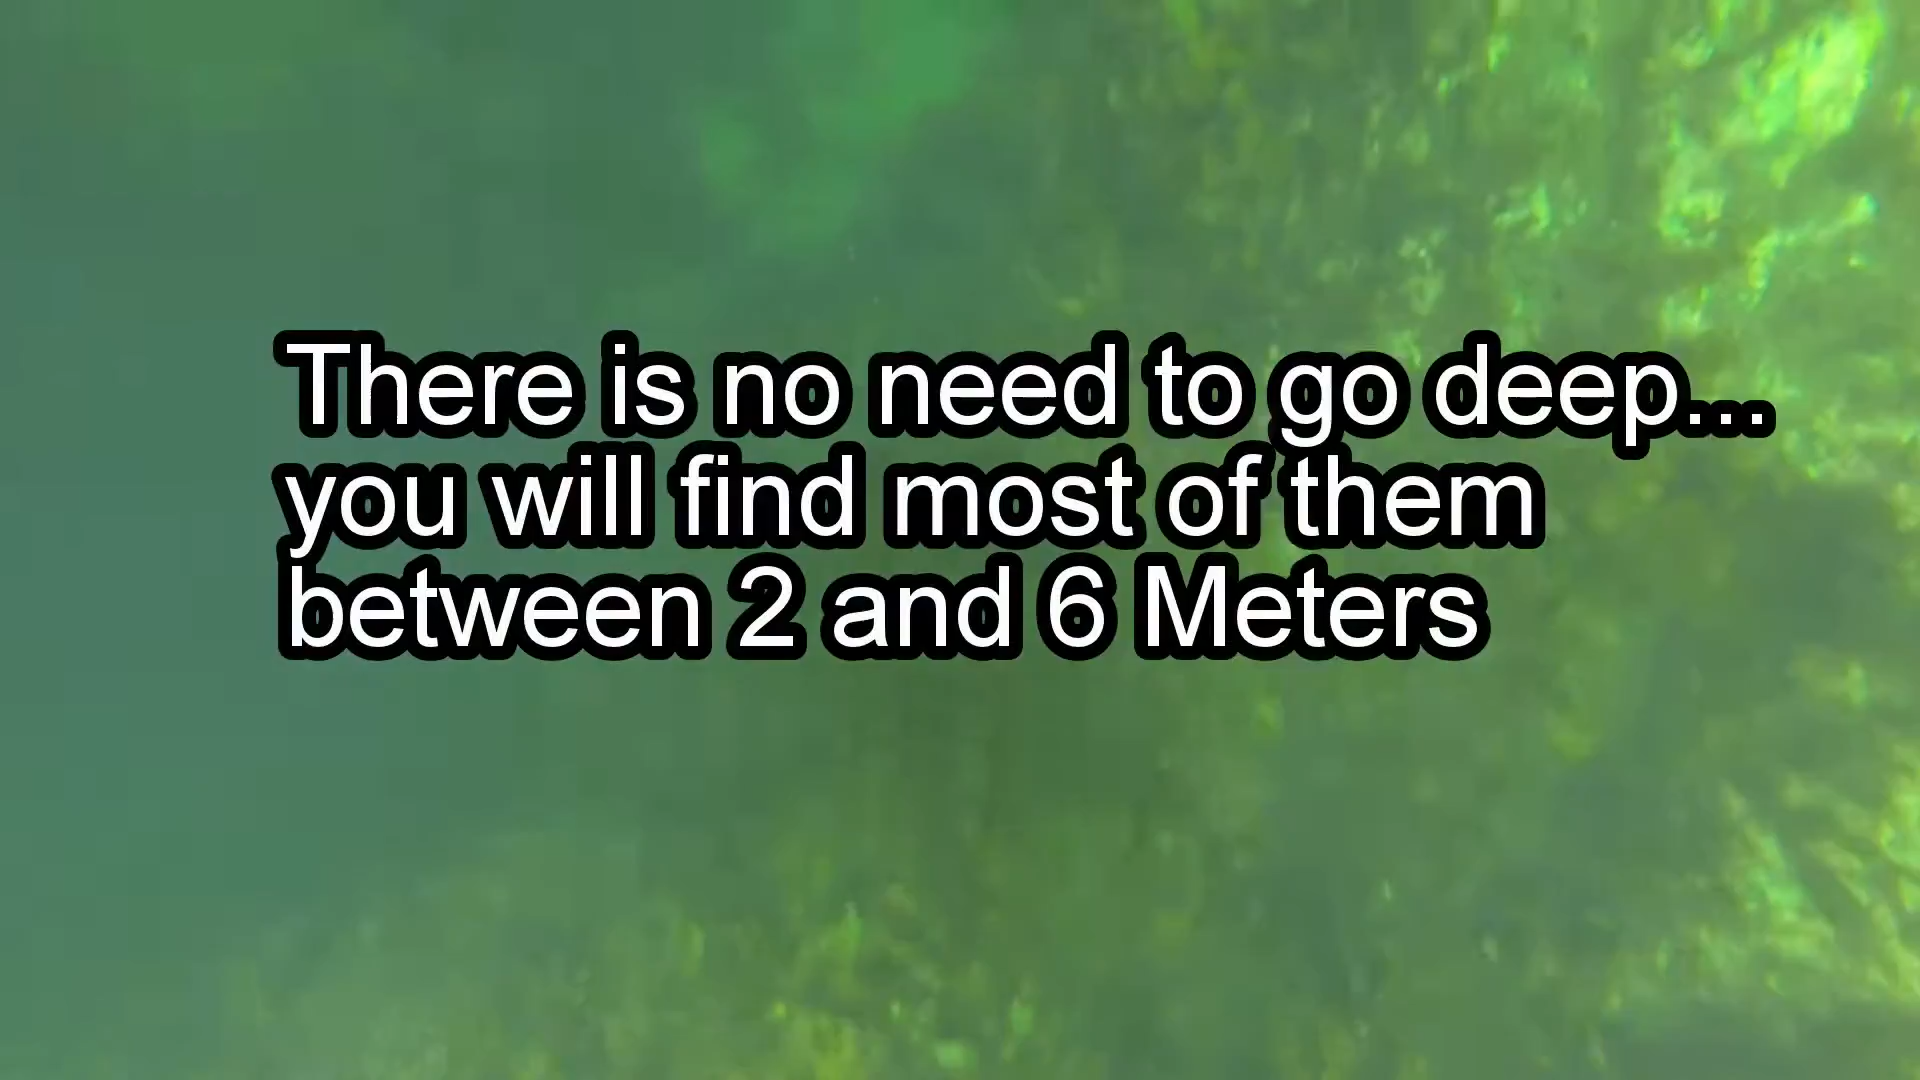 There is no need to go deep...
you will find most of them
between 2 and 6 Meters